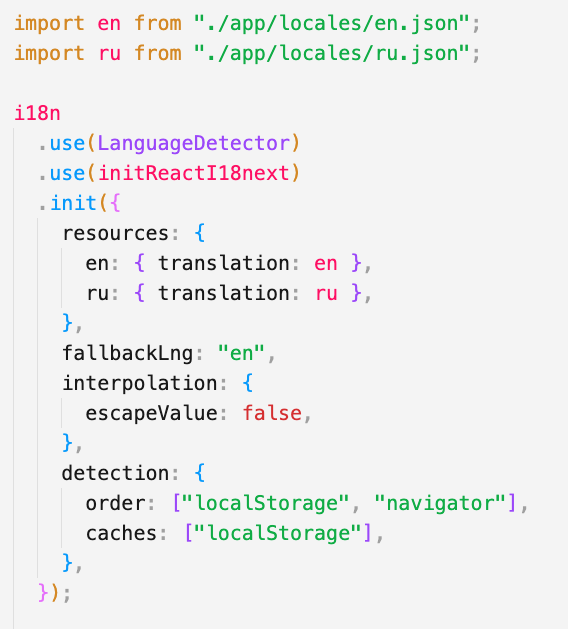 import en from "./app/locales/en.json";
import ru from "./app/locales/ru.json";
i18n
.use(LanguageDetector)
.use(initReactI18next)
.init({
resources: {
en: { translation: en },
ru: { translation: ru },
},
fallbackLng: "en",
interpolation: {
escapeValue: false,
},
detection: {
order: ["localStorage", "navigator"],
caches: ["localStorage"],
},
});